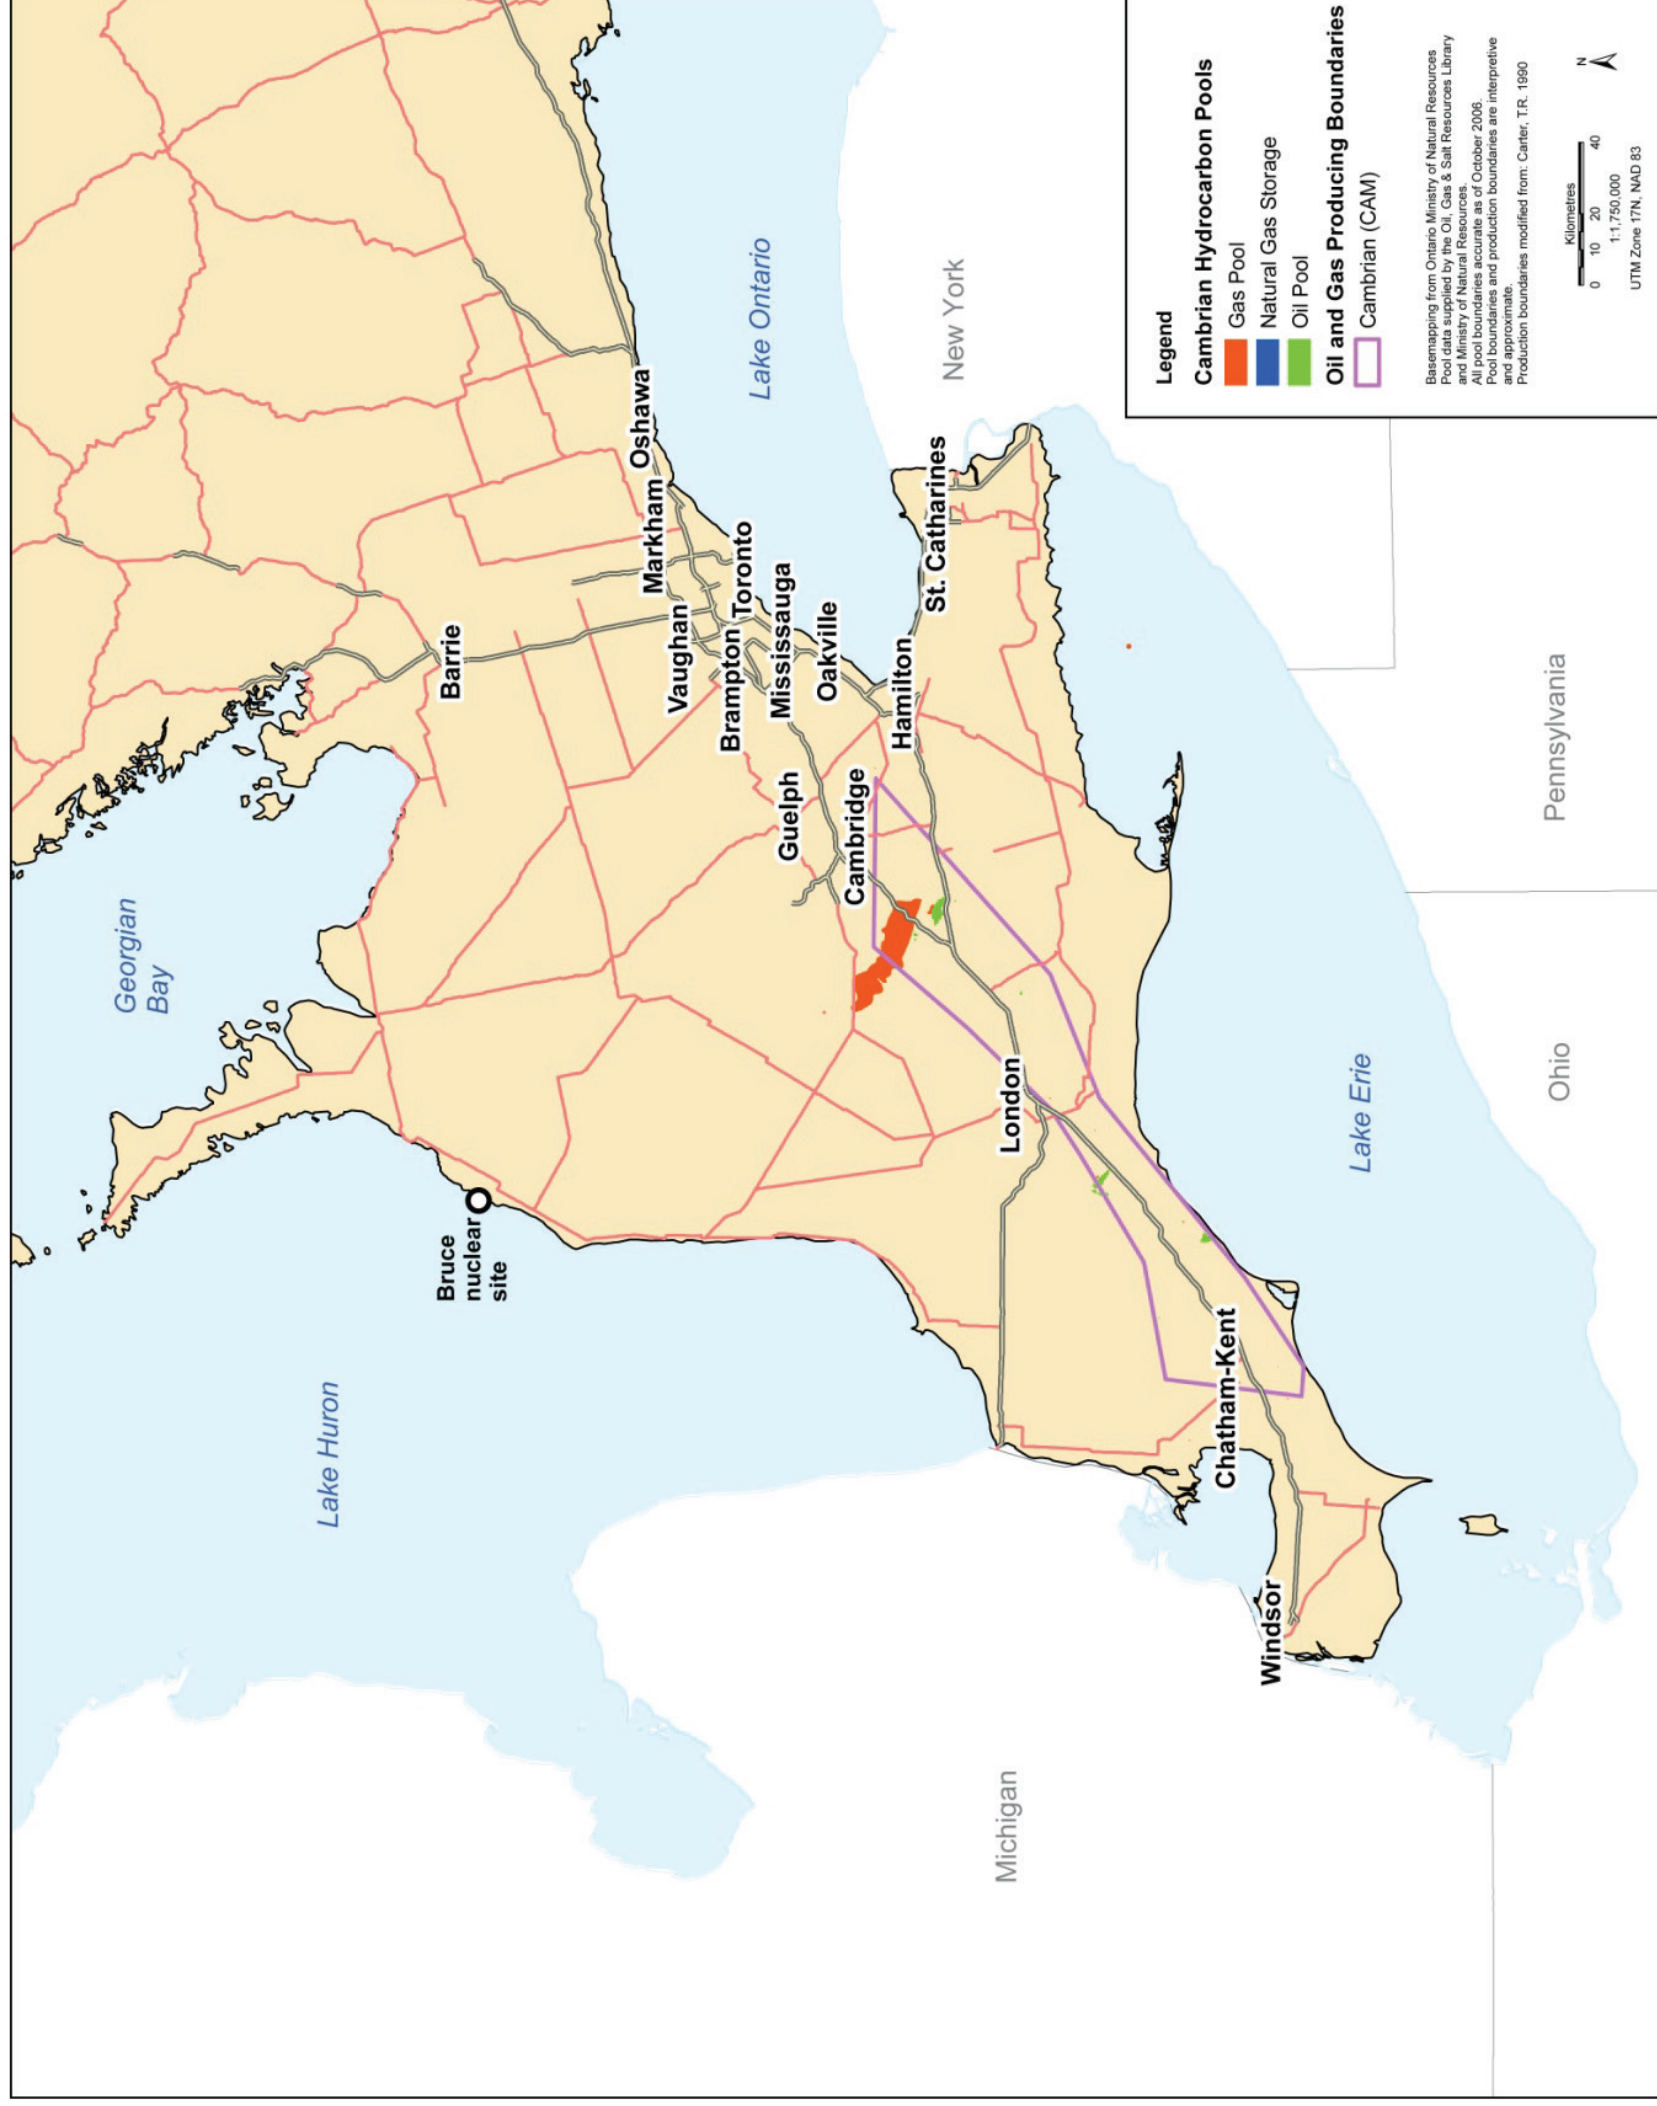 Georgian
Bay
Lake Huron
Bruce
nuclear
site
Barrie
Markham
Oshawa
Vaughan
Toronto
Brampton
Mississauga
Guelph
Oakville
Cambridge
Hamilton
St. Catharines
London
Chatham-Kent
Windsor
Lake Ontario
New York
Lake Erie
Michigan
Ohio
Pennsylvania
Legend
Cambrian Hydrocarbon Pools
Gas Pool
Natural Gas Storage
Oil Pool
Oil and Gas Producing Boundaries
Cambrian (CAM)
Basemapping from Ontario Ministry of Natural Resources
Pool data supplied by the Oil, Gas & Salt Resources Library
and Ministry of Natural Resources.
All pool boundaries accurate as of October 2006.
Pool boundaries and production boundaries are interpretive
and approximate.
Production boundaries modified from: Carter, T.R. 1990
Kilometres
0 10 20 40
1:1,750,000
UTM Zone 17N, NAD 83
N